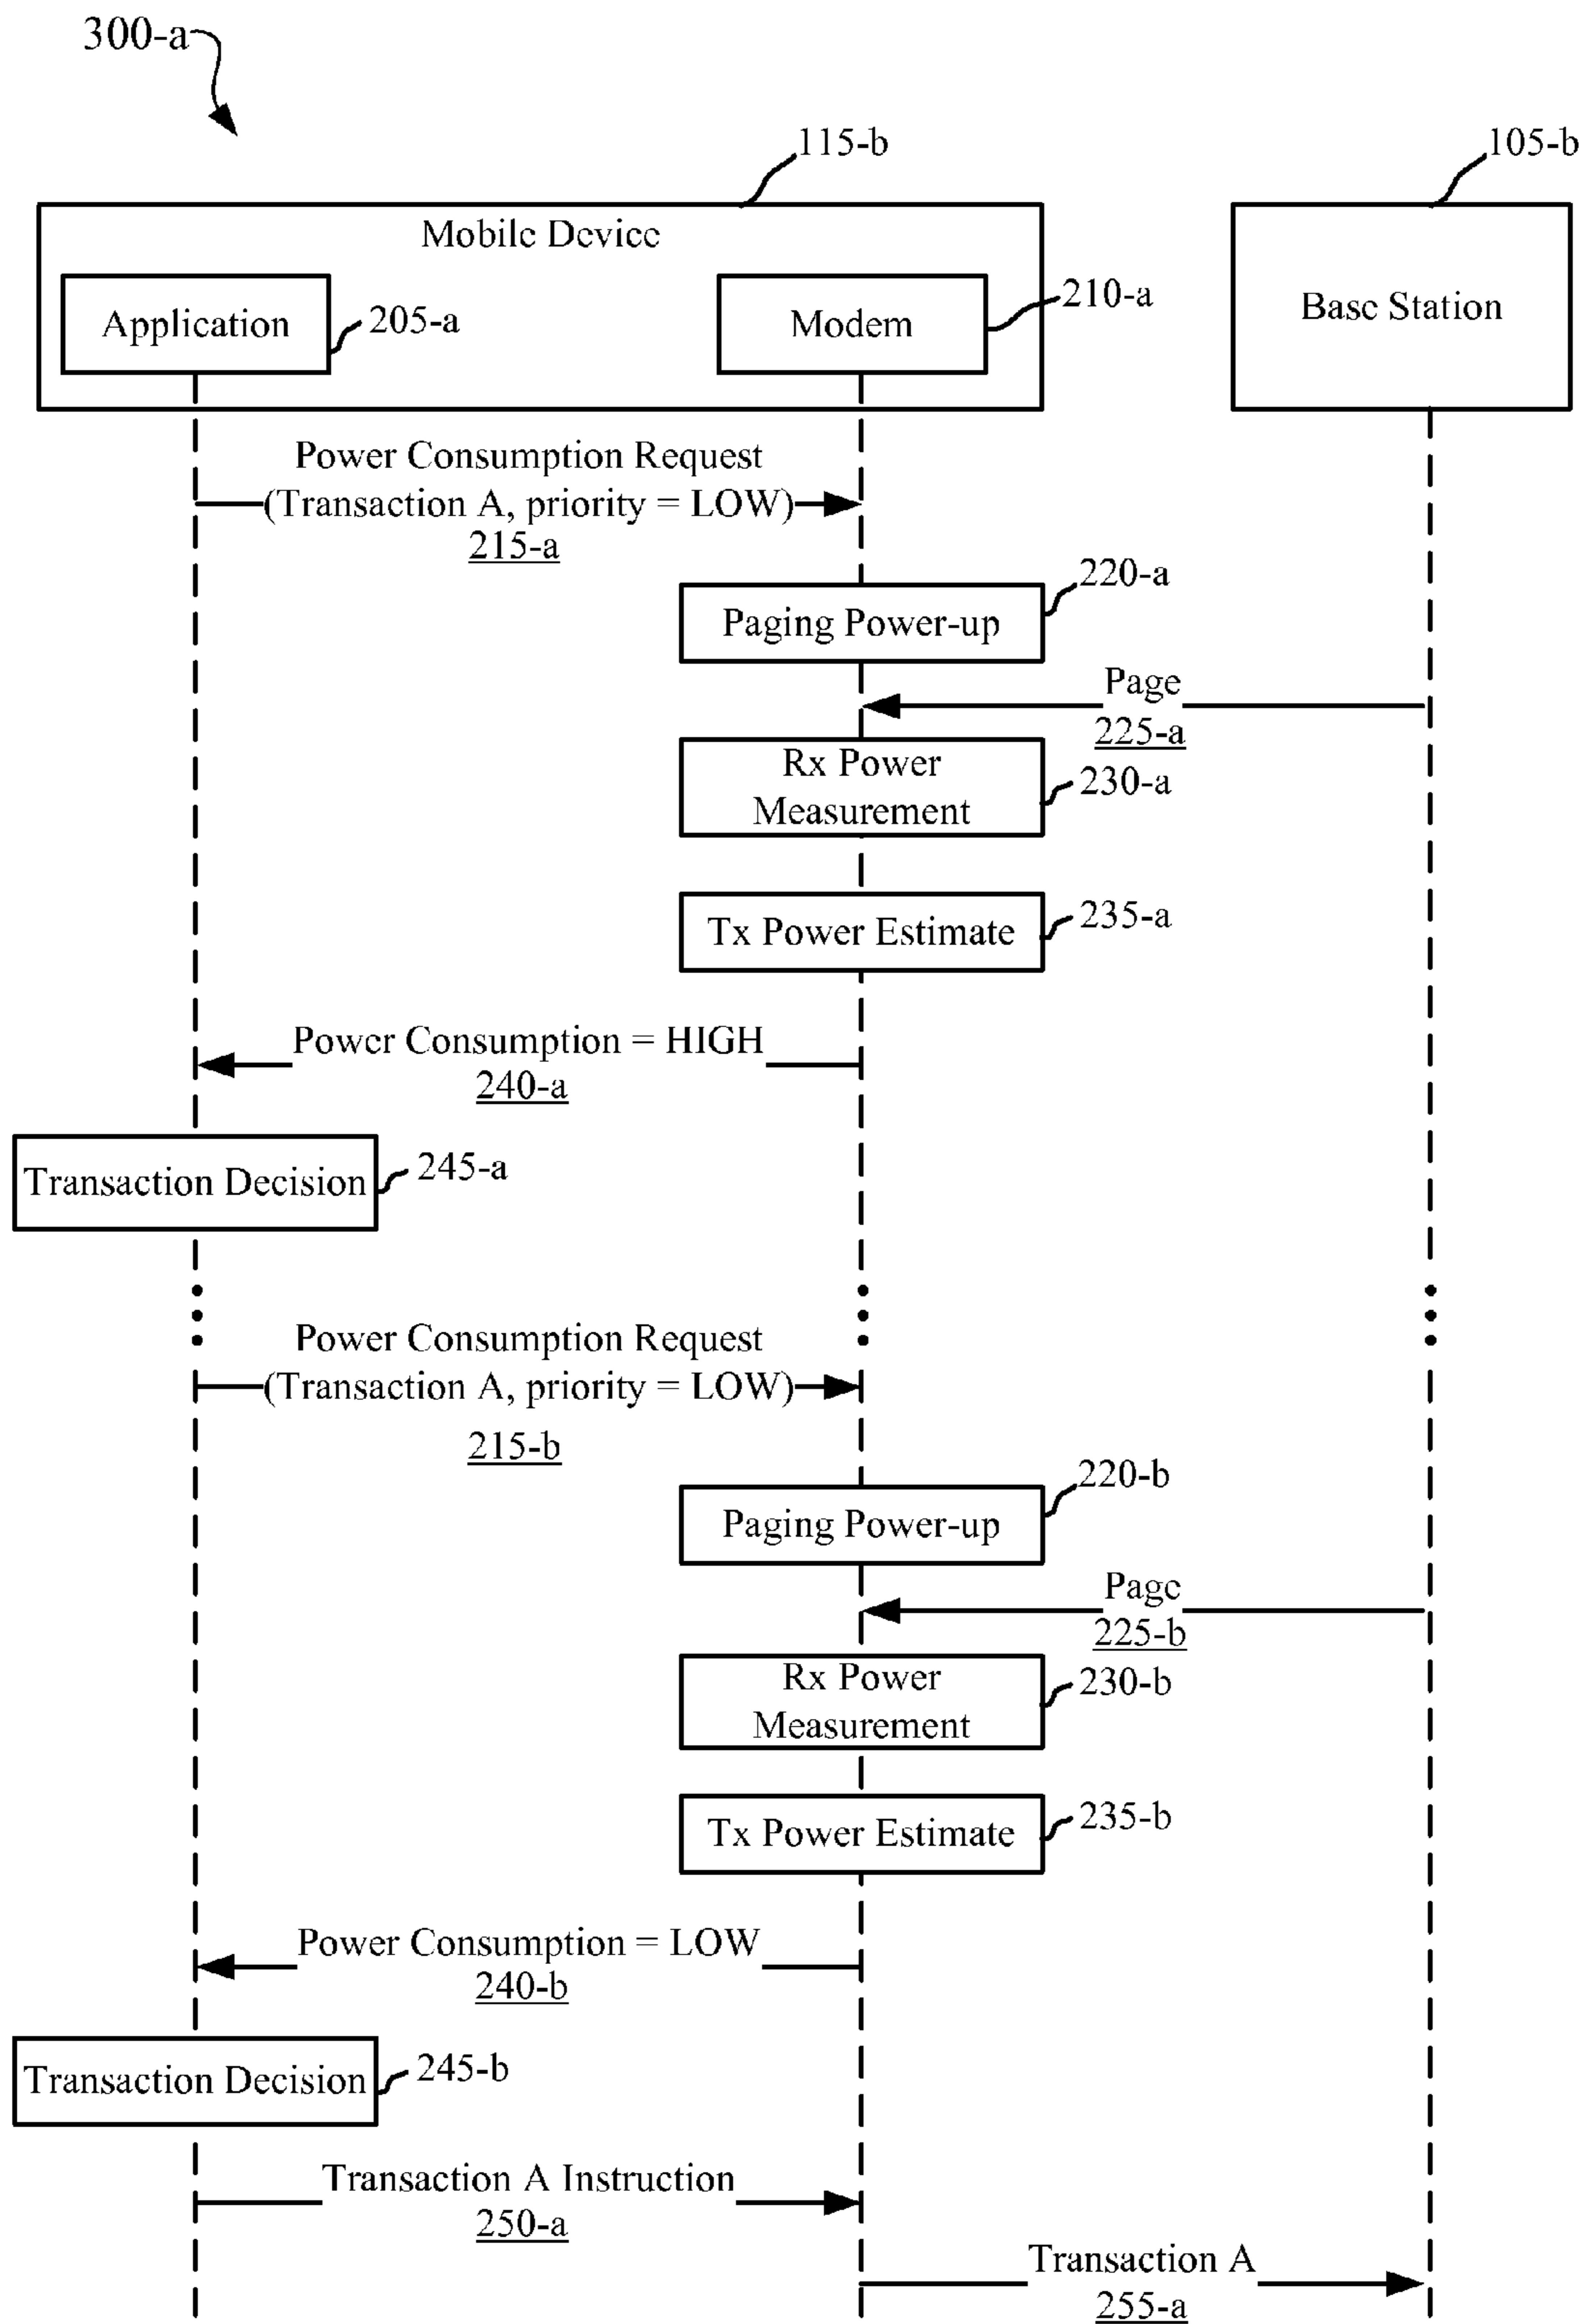 300-a
115-b
105-b
Mobile Device
Base Station
Application
205-a
Modem
210-a
Power Consumption Request
(Transaction A, priority = LOW)
215-a
220-a
Paging Power-up
Page
225-a
Rx Power
Measurement
230-a
Tx Power Estimate
235-a
Power Consumption = HIGH
240-a
Transaction Decision
245-a
Power Consumption Request
(Transaction A, priority = LOW)
215-b
220-b
Paging Power-up
Page
225-b
Rx Power
Measurement
230-b
Tx Power Estimate
235-b
Power Consumption = LOW
240-b
Transaction Decision
245-b
Transaction A Instruction
250-a
Transaction A
255-a